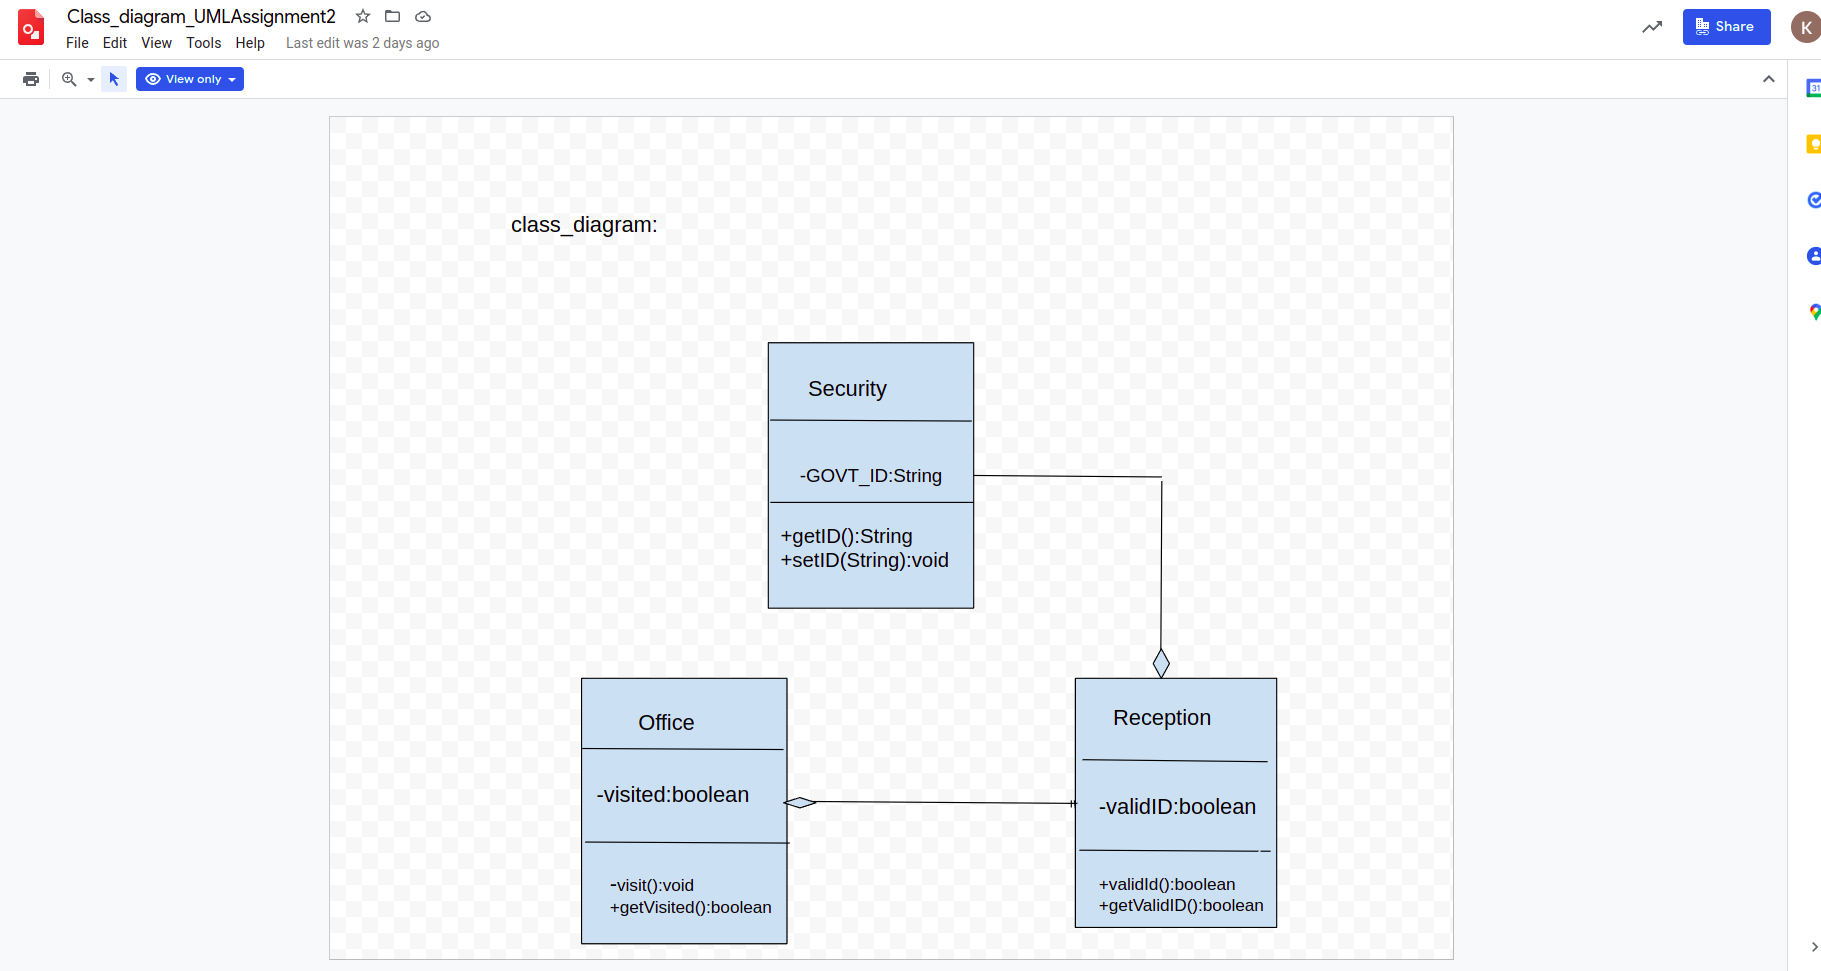 Class_diagram_UMLAssignment2
File Edit View Tools Help Last edit was 2 days ago
Share
K
View only
31
class_diagram:
Security
-GOVT_ID:String
+getID():String
+setID(String):void
Office
-visited:boolean
-visit():void
+getVisited():boolean
Reception
-validID:boolean
+validId():boolean
+getValidID():boolean